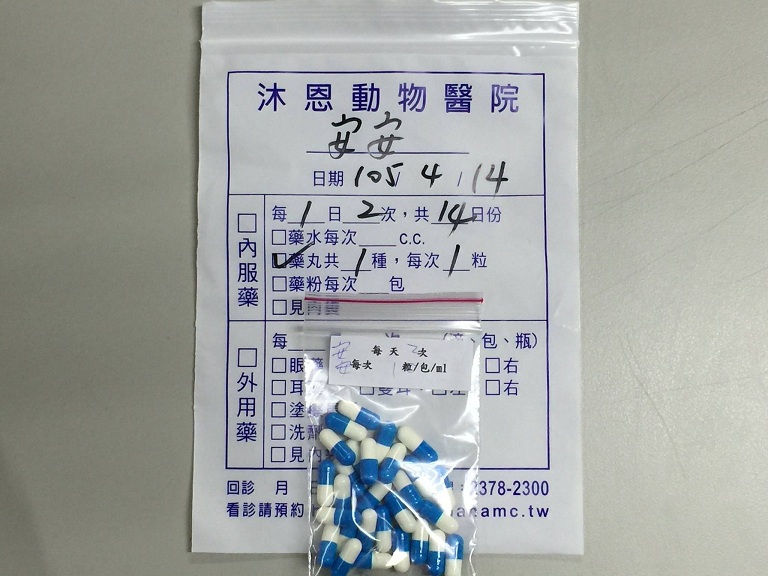 沐恩動物醫院
安安
日期 105 / 4 / 14
每 1 日 2 次，共 14 日份
□藥水每次 c.c.
□內服藥
☑藥丸共 1 種，每次 1 粒
□藥粉每次 包
□見內
每 次 、包、瓶)
安安 每天 2 次
每次 1 粒/包/ml
□眼 □右
□耳 □右
□外用藥
□塗
□洗
□見內
回診 月 2378-2300
看診請預約 amc.tw